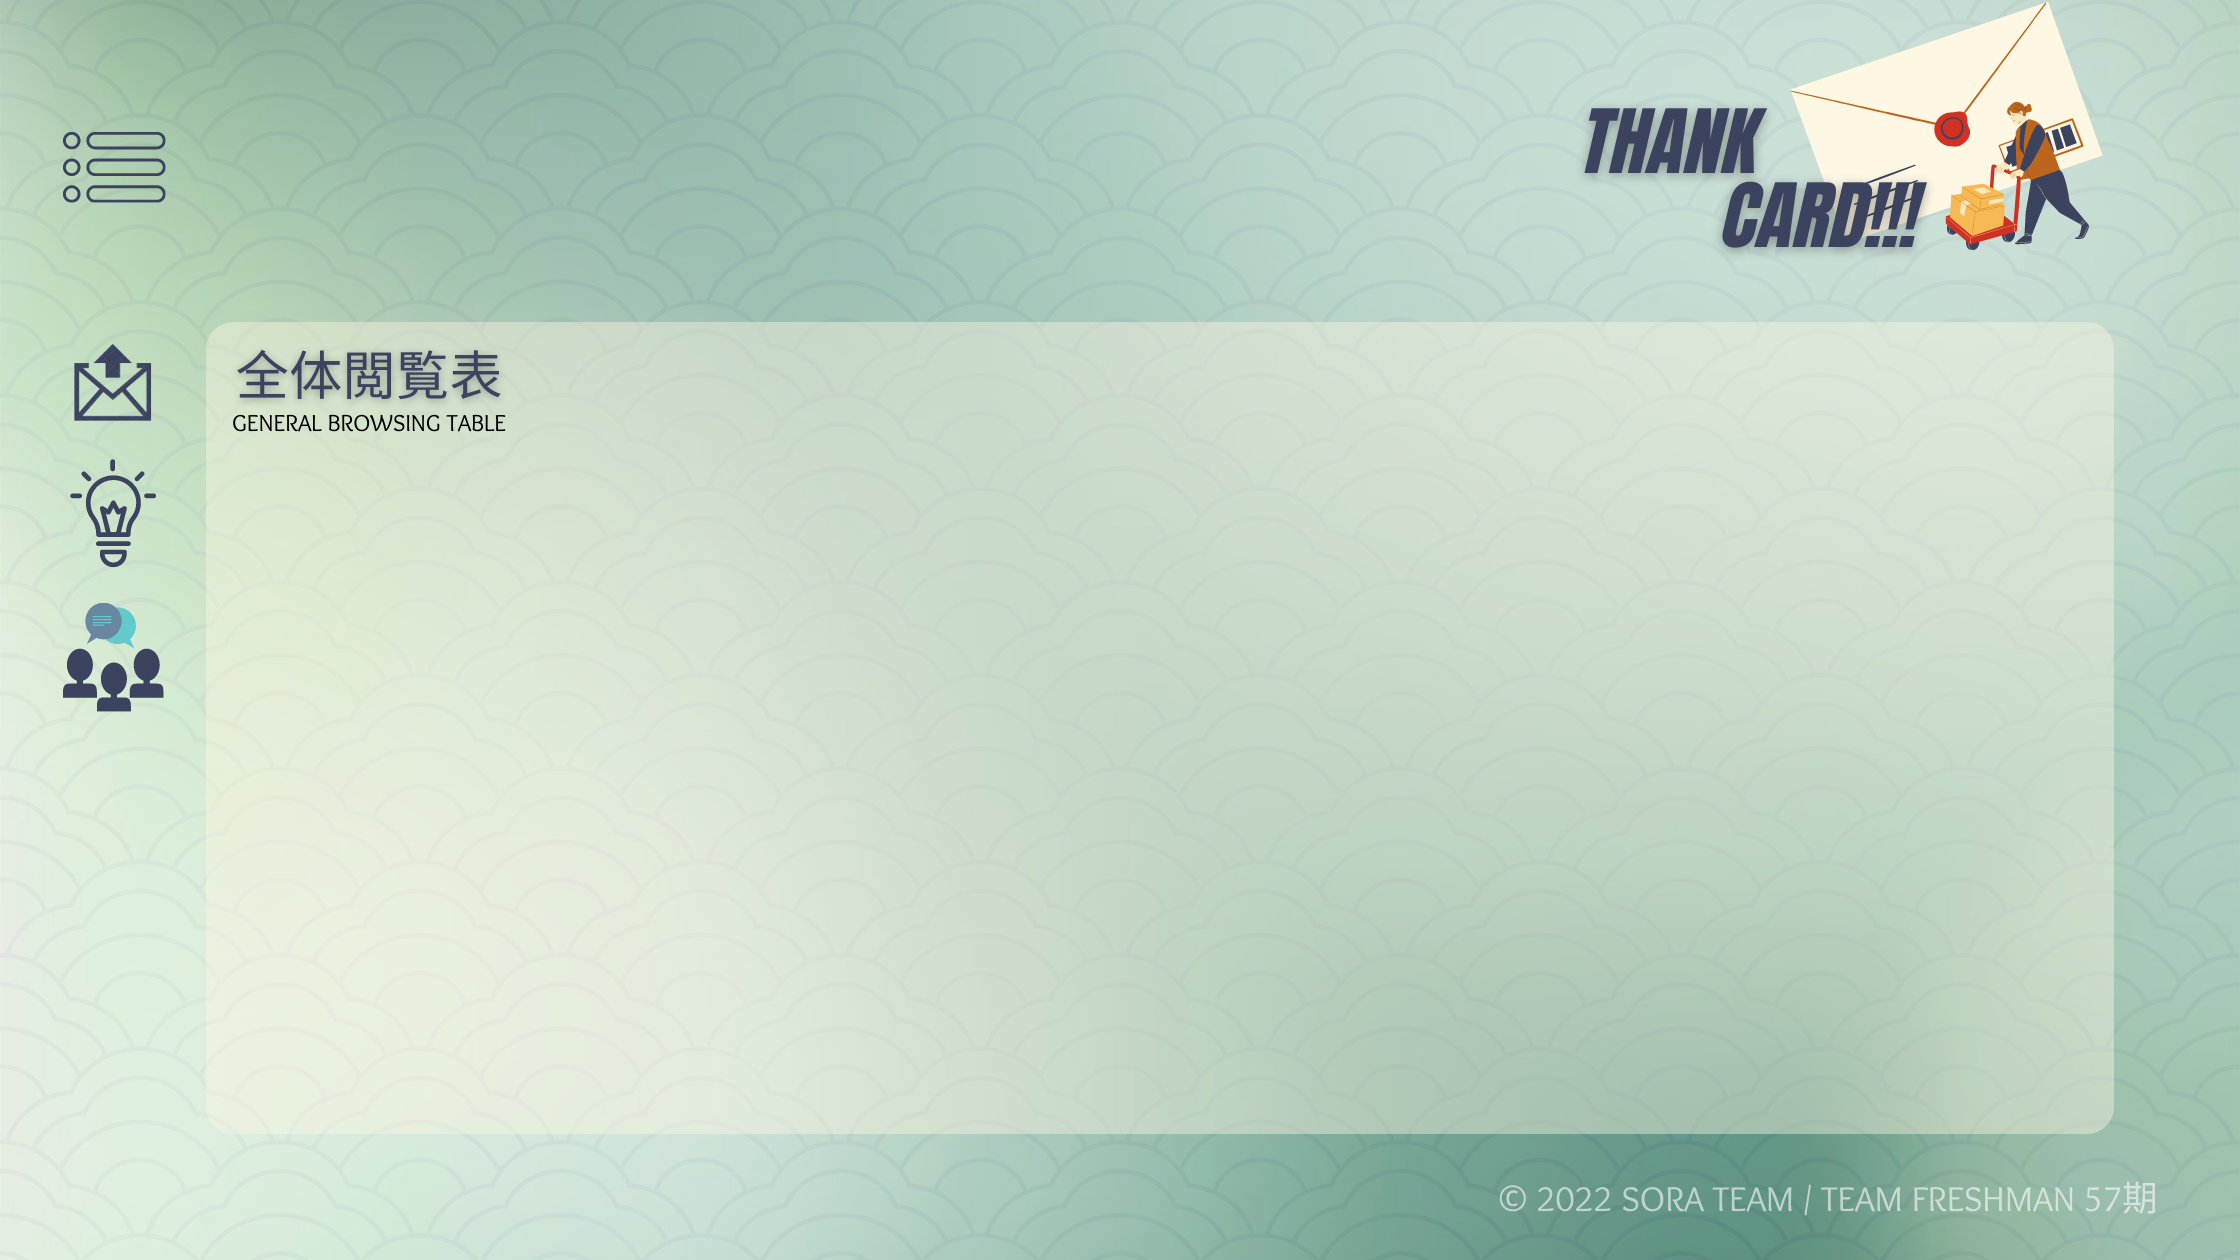 THANK
CARD!!!
全体閲覧表
GENERAL BROWSING TABLE
© 2022 SORA TEAM / TEAM FRESHMAN 57期